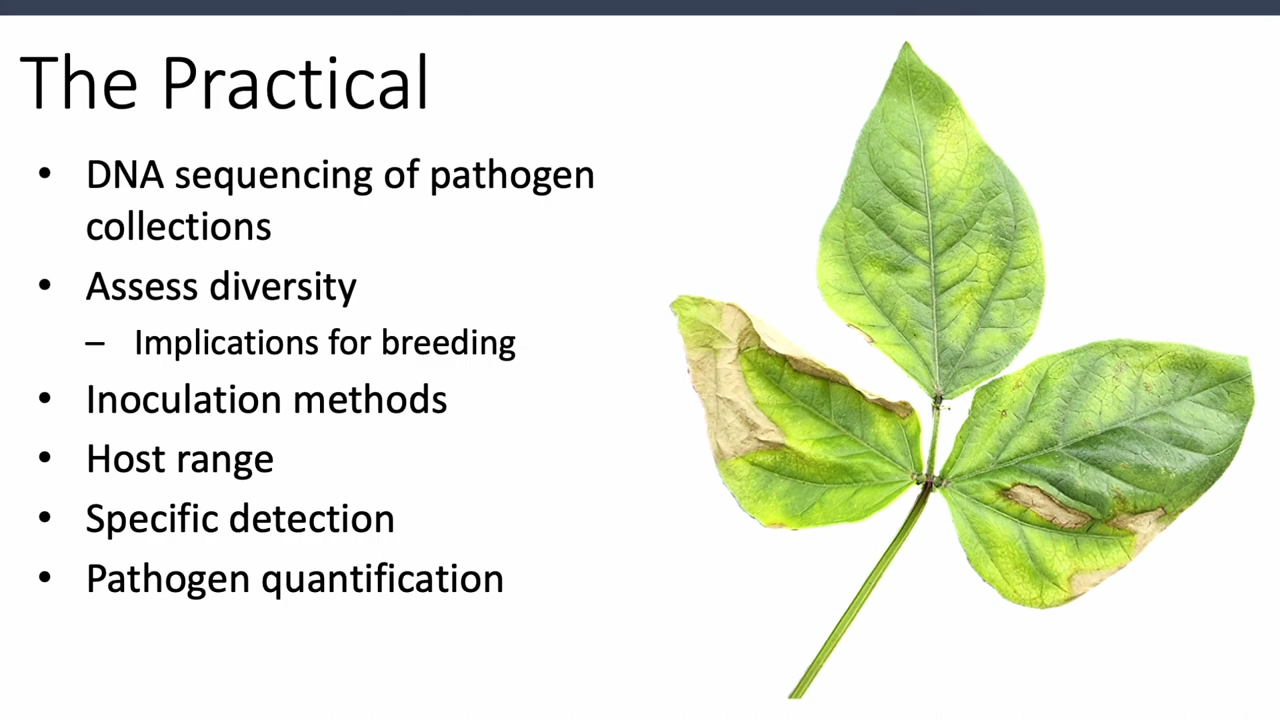 The Practical
• DNA sequencing of pathogen
collections
• Assess diversity
– Implications for breeding
• Inoculation methods
• Host range
• Specific detection
• Pathogen quantification